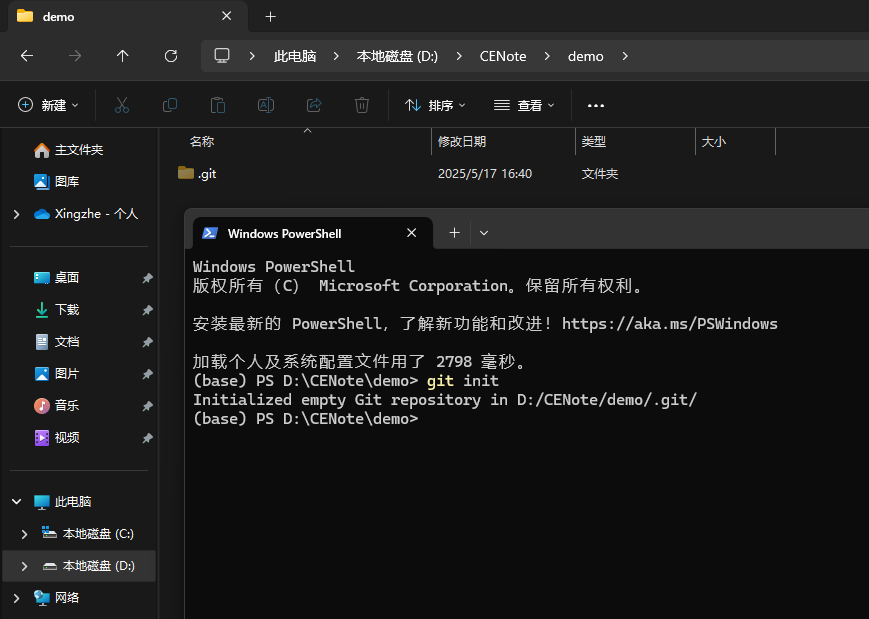 demo
此电脑
本地磁盘 (D:)
CENote
demo
新建
排序
查看
名称
修改日期
类型
大小
.git
2025/5/17 16:40
文件夹
主文件夹
图库
Xingzhe - 个人
桌面
下载
文档
图片
音乐
视频
此电脑
本地磁盘 (C:)
本地磁盘 (D:)
网络
Windows PowerShell
Windows PowerShell
版权所有（C） Microsoft Corporation。保留所有权利。
安装最新的 PowerShell，了解新功能和改进！https://aka.ms/PSWindows
加载个人及系统配置文件用了 2798 毫秒。
(base) PS D:\CENote\demo> git init
Initialized empty Git repository in D:/CENote/demo/.git/
(base) PS D:\CENote\demo>